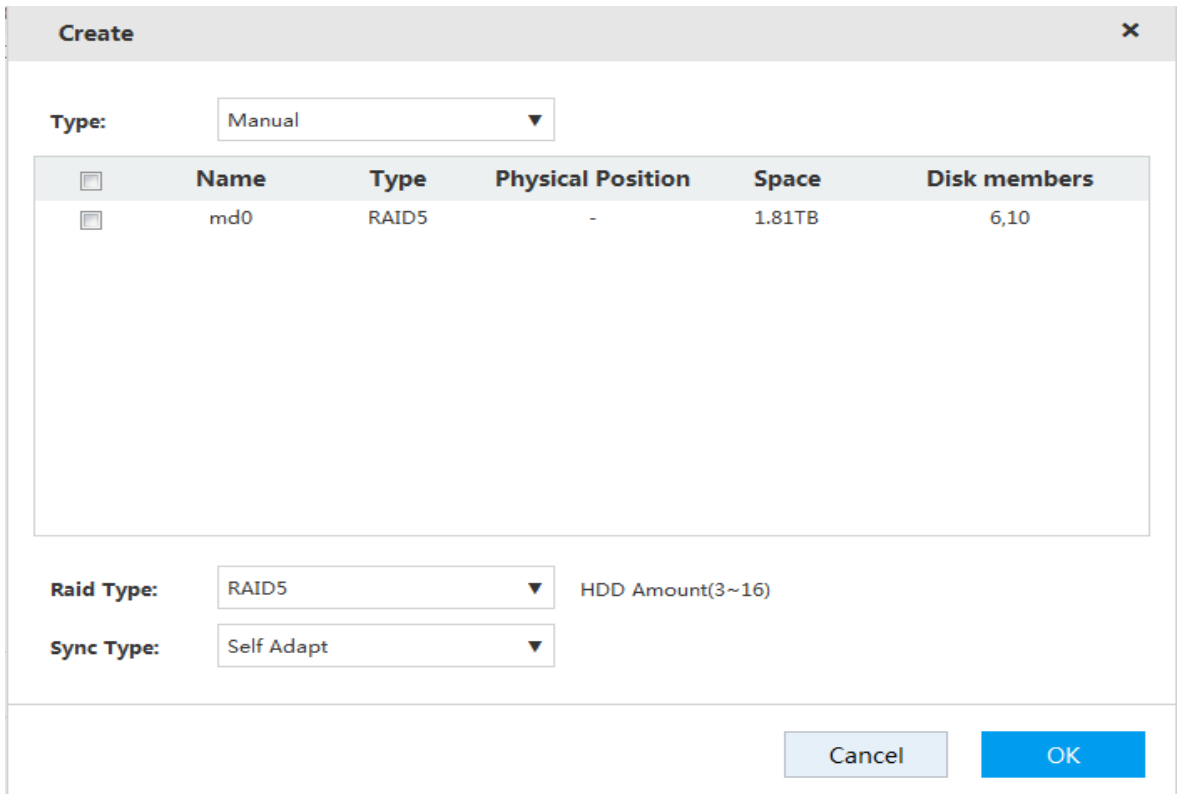 Create ×
Type: Manual ▼
Name Type Physical Position Space Disk members
md0 RAID5 - 1.81TB 6,10
Raid Type: RAID5 ▼ HDD Amount(3~16)
Sync Type: Self Adapt ▼
Cancel OK